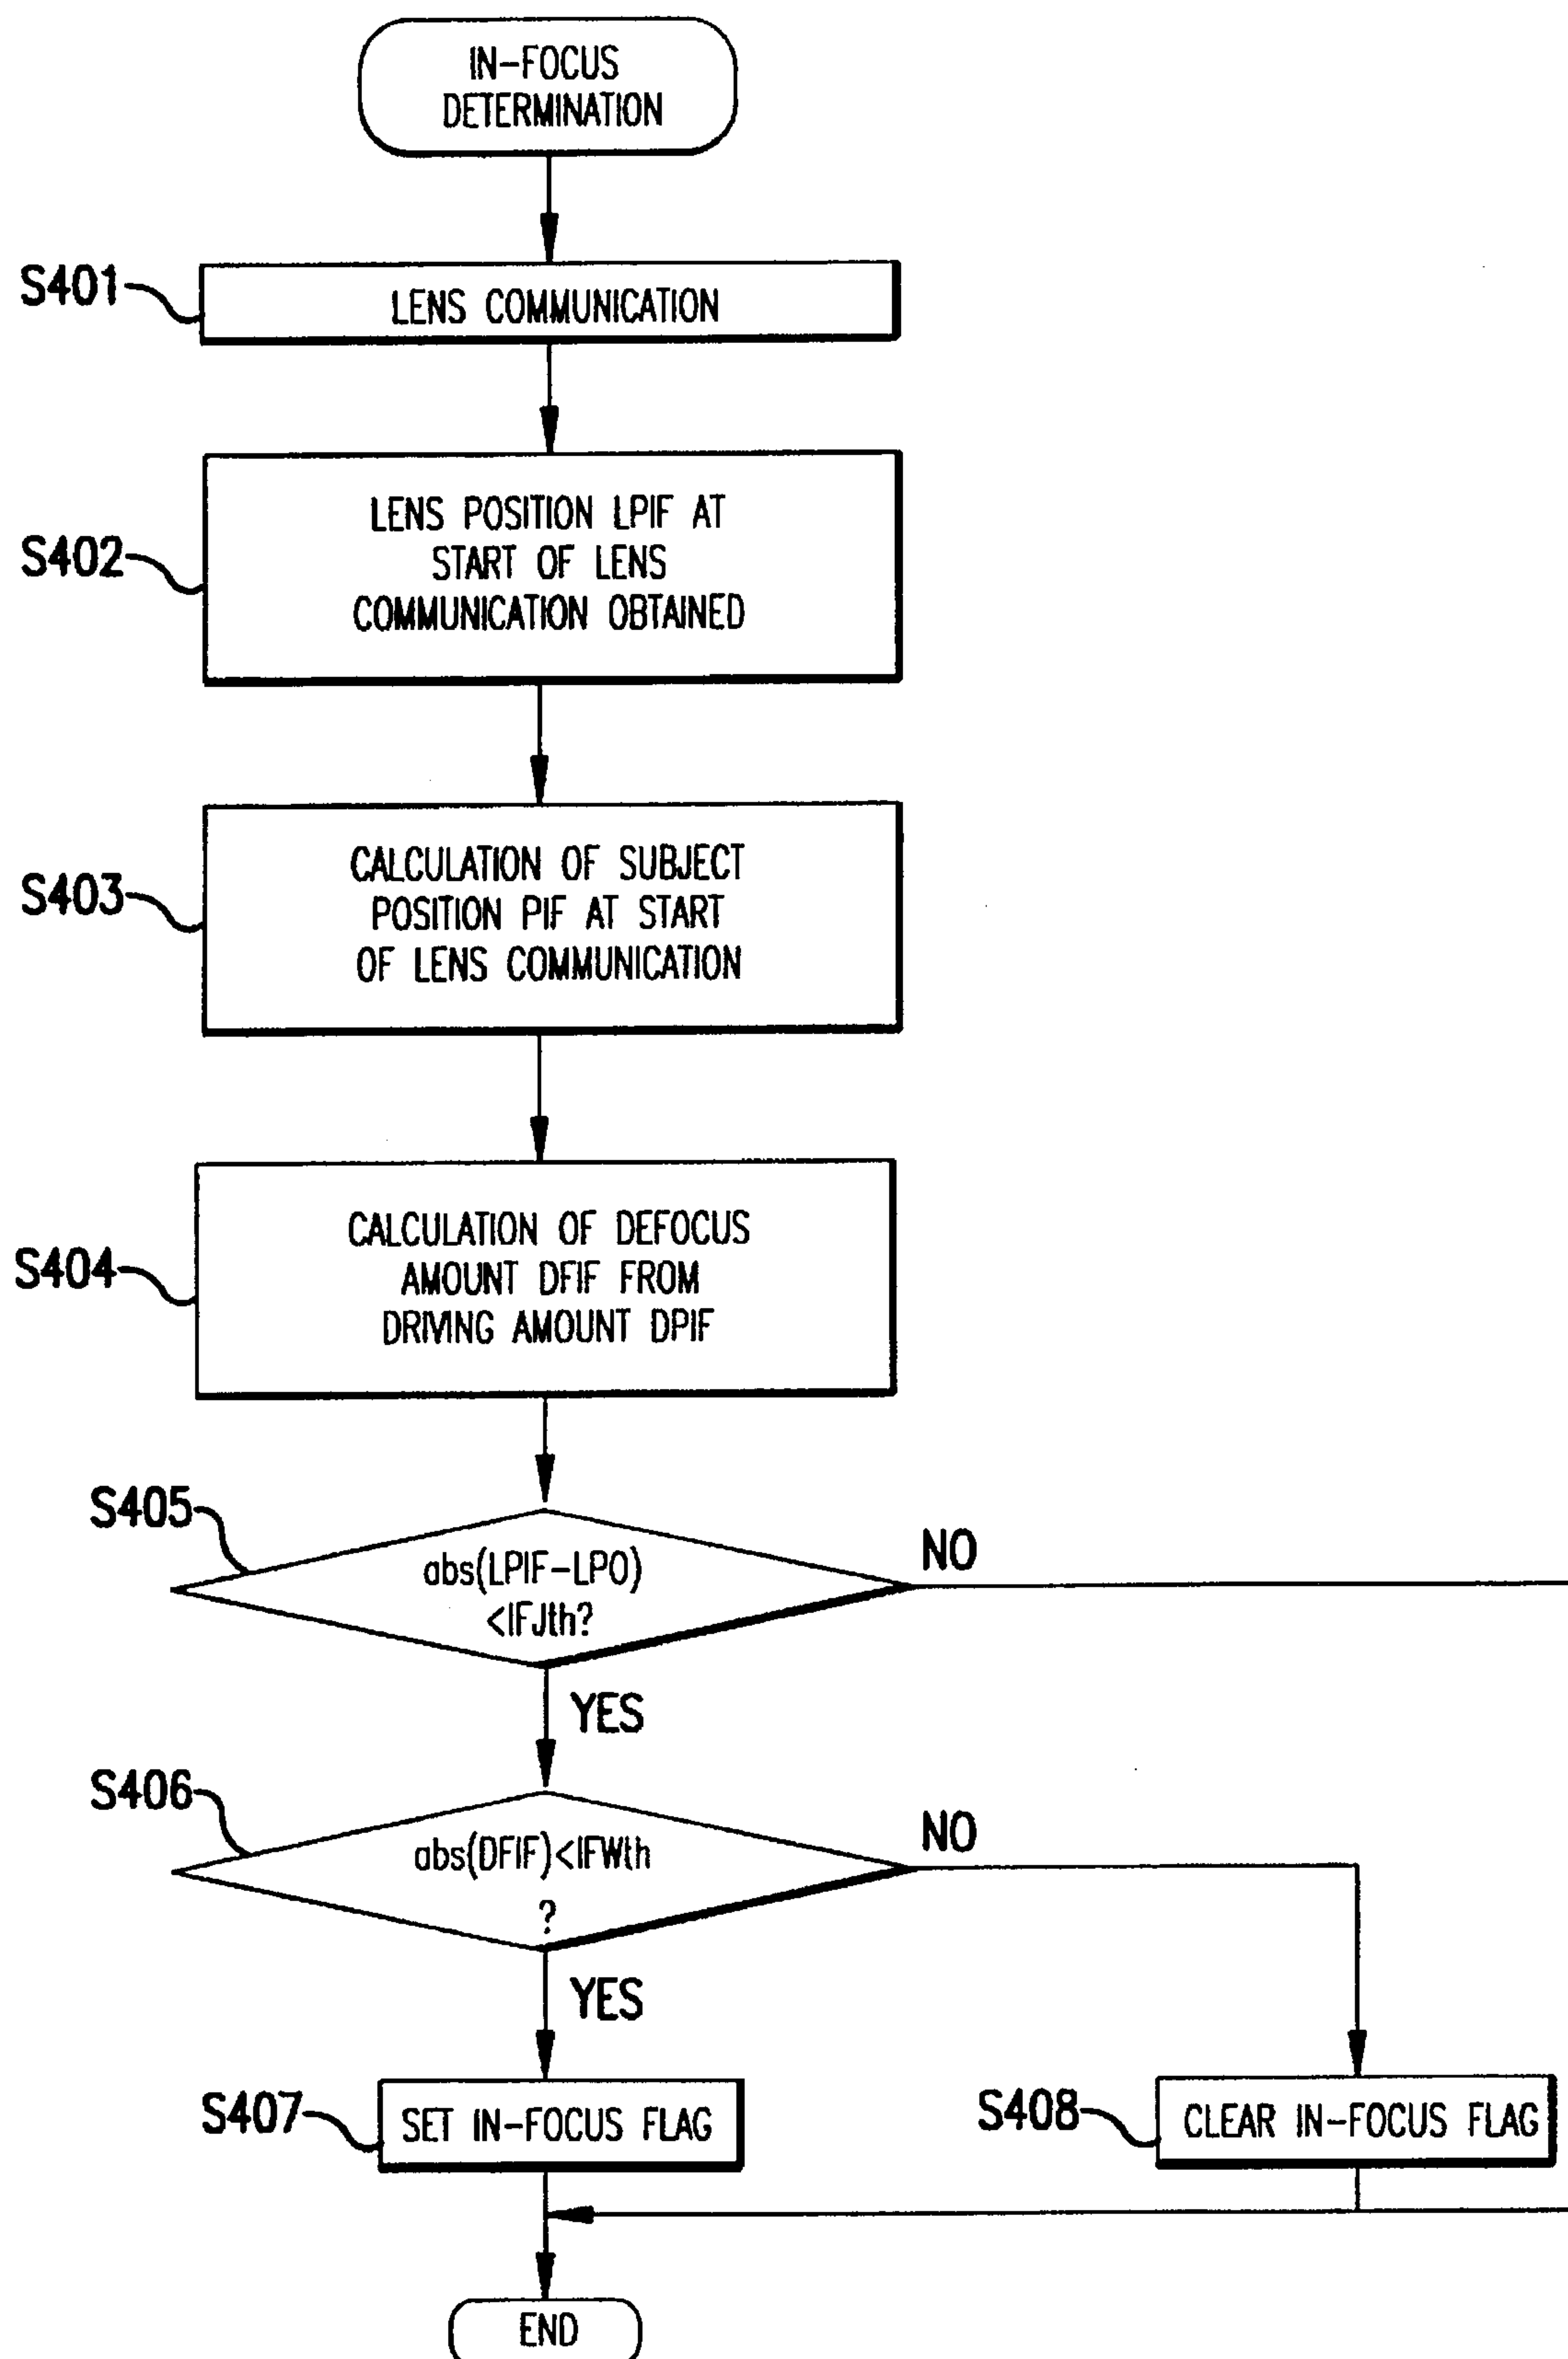 IN-FOCUS
DETERMINATION
S401
LENS COMMUNICATION
S402
LENS POSITION LPIF AT
START OF LENS
COMMUNICATION OBTAINED
S403
CALCULATION OF SUBJECT
POSITION PIF AT START
OF LENS COMMUNICATION
S404
CALCULATION OF DEFOCUS
AMOUNT DFIF FROM
DRIVING AMOUNT DPIF
S405
abs(LPIF-LPO)
<IFJth?
NO
YES
S406
abs(DFIF)<IFWth
?
NO
YES
S407
SET IN-FOCUS FLAG
S408
CLEAR IN-FOCUS FLAG
END